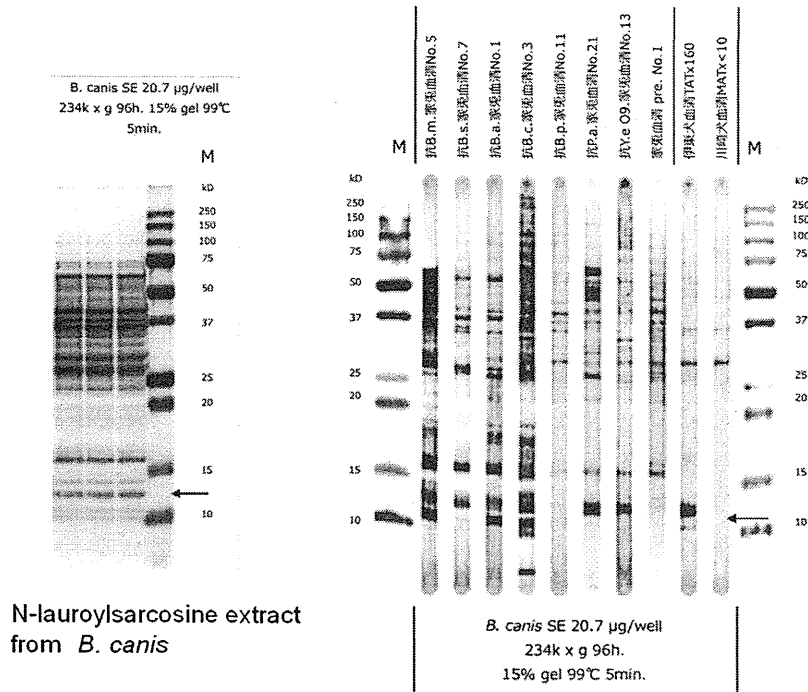 B. canis SE 20.7 µg/well
234k x g 96h. 15% gel 99℃
5min.
M
kD
250
150
100
75
50
37
25
20
15
10
N-lauroylsarcosine extract
from B. canis
M
抗B.m.家兎血清No.5
抗B.s.家兎血清No.7
抗B.a.家兎血清No.1
抗B.c.家兎血清No.3
抗B.p.家兎血清No.11
抗P.a.家兎血清No.21
抗Y.e O9.家兎血清No.13
家兎血清 pre. No.1
伊東犬血清TATx160
川崎犬血清MATx<10
M
kD
250
150
100
75
50
37
25
20
15
10
kD
250
150
100
75
50
37
25
20
15
10
B. canis SE 20.7 µg/well
234k x g 96h.
15% gel 99℃ 5min.